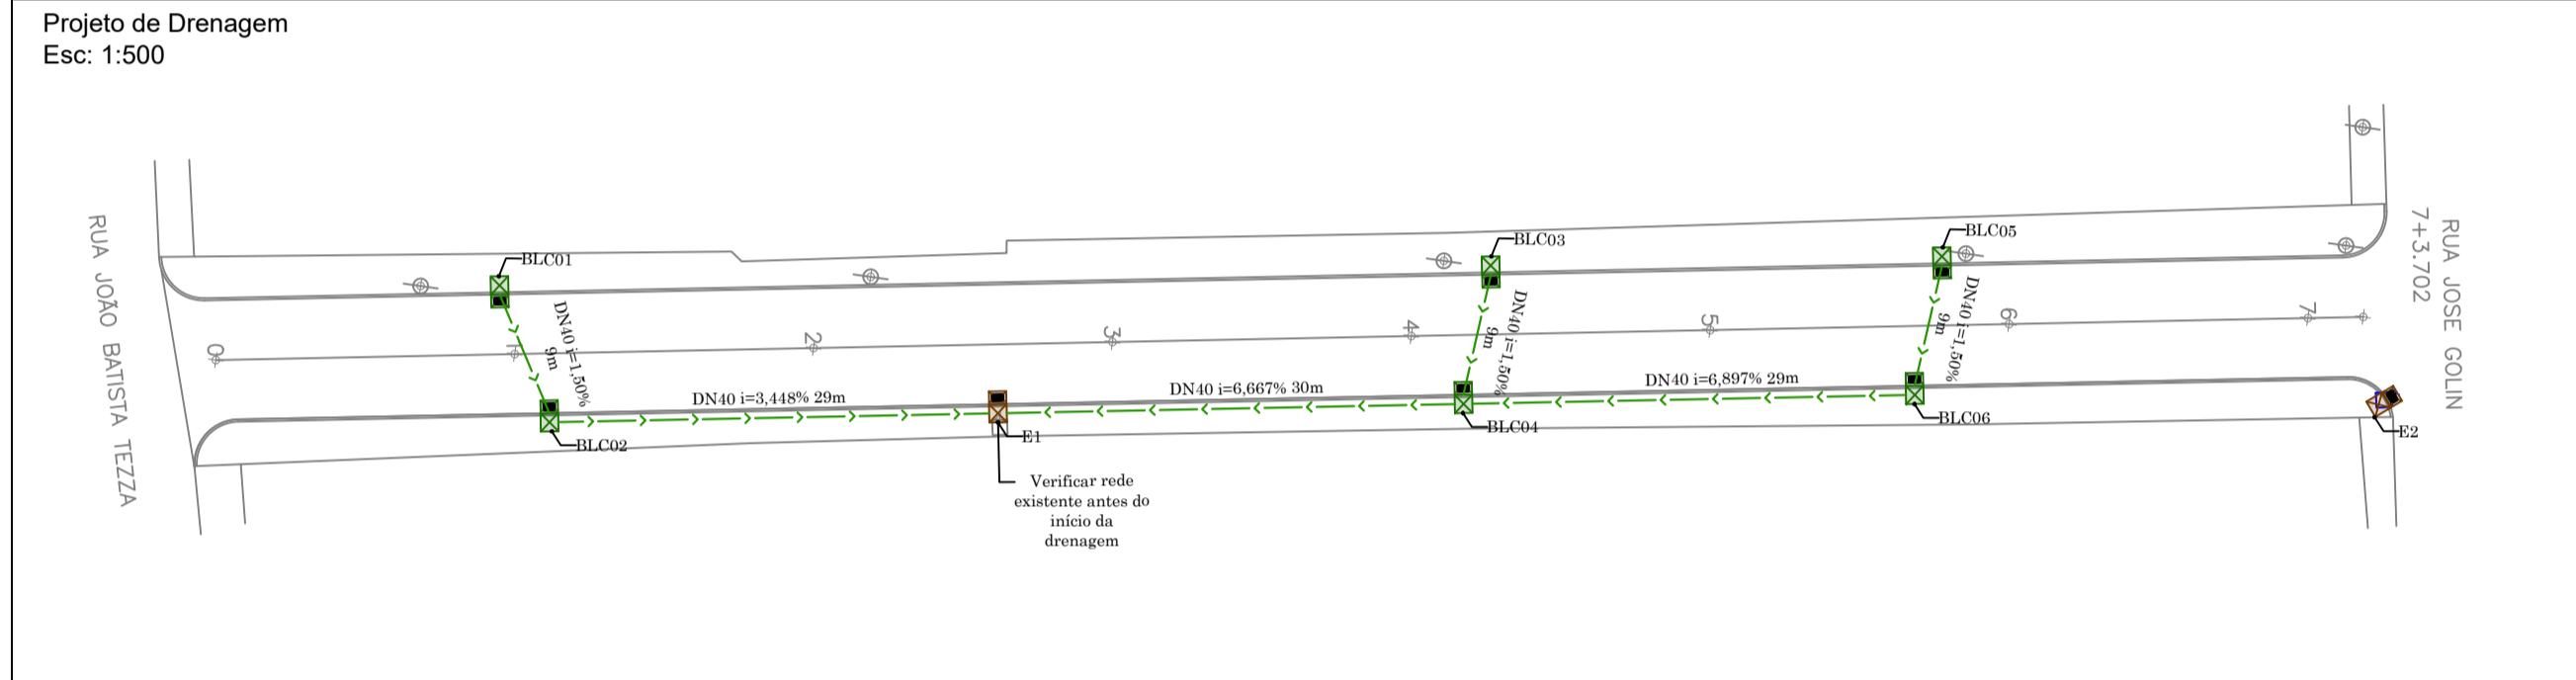 Projeto de Drenagem
Esc: 1:500
RUA JOÃO BATISTA TEZZA
BLC01
DN40 i=1,50%
9m
BLC02
DN40 i=3,448% 29m
E1
Verificar rede
existente antes do
início da
drenagem
DN40 i=6,667% 30m
BLC03
DN40 i=1,50%
9m
BLC04
DN40 i=6,897% 29m
BLC05
DN40 i=1,50%
9m
BLC06
0
1
2
3
4
5
6
7
E2
7+3.702
RUA JOSE GOLIN